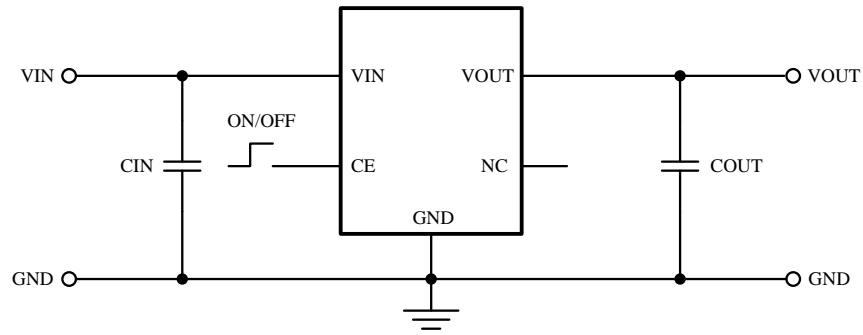 VIN VIN VOUT VOUT
ON/OFF
CIN CE NC COUT
GND
GND GND